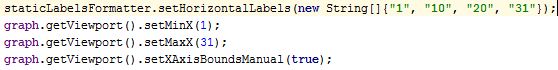 staticLabelsFormatter.setHorizontalLabels(new String[]{"1", "10", "20", "31"});
graph.getViewport().setMinX(1);
graph.getViewport().setMaxX(31);
graph.getViewport().setXAxisBoundsManual(true);